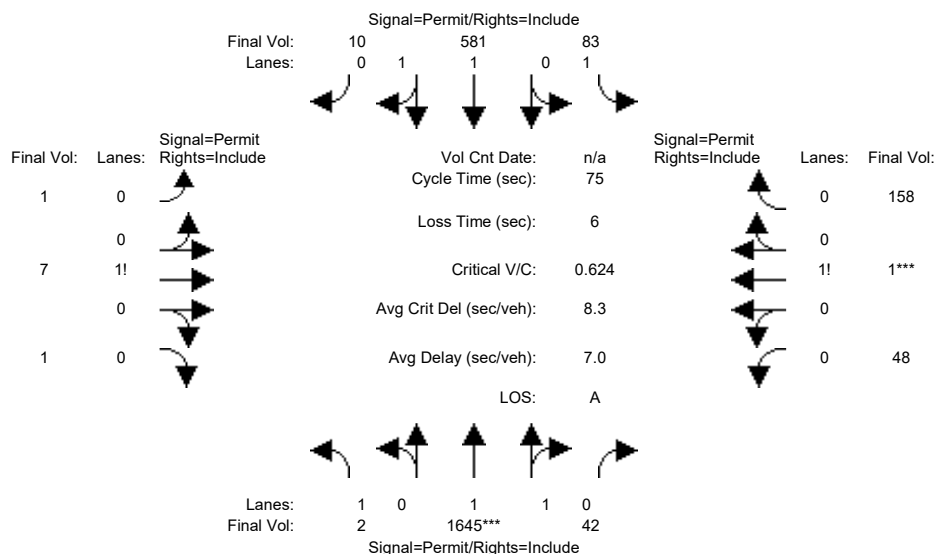 Signal=Permit/Rights=Include
Final Vol: 10 581 83
Lanes: 0 1 1 0 1
Signal=Permit
Final Vol: Lanes: Rights=Include
Vol Cnt Date: n/a
Signal=Permit
Rights=Include Lanes: Final Vol:
Cycle Time (sec): 75
1 0
0 158
Loss Time (sec): 6
0
0
7 1!
Critical V/C: 0.624
1! 1***
0
Avg Crit Del (sec/veh): 8.3
0
1 0
Avg Delay (sec/veh): 7.0
0 48
LOS: A
Lanes: 1 0 1 1 0
Final Vol: 2 1645*** 42
Signal=Permit/Rights=Include